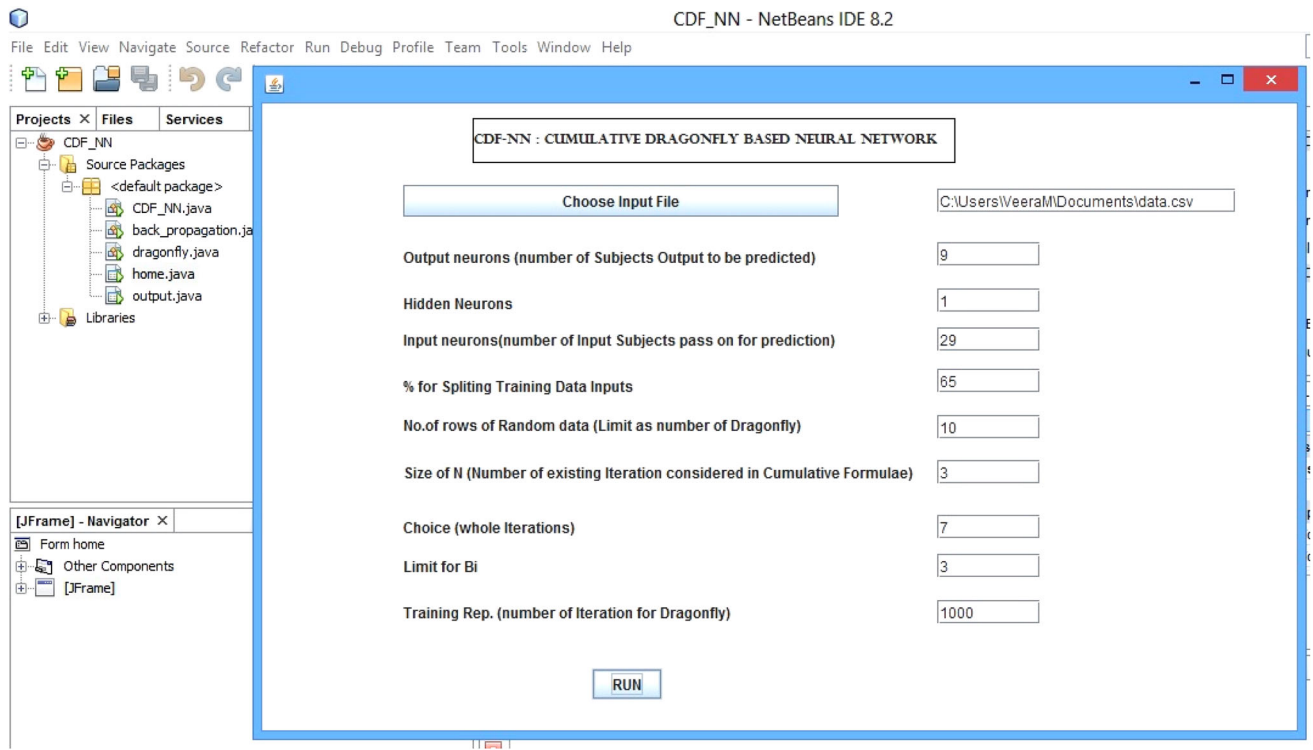 CDF_NN - NetBeans IDE 8.2
File Edit View Navigate Source Refactor Run Debug Profile Team Tools Window Help
Projects Files Services
CDF_NN
Source Packages
<default package>
CDF_NN.java
back_propagation.ja
dragonfly.java
home.java
output.java
Libraries
[JFrame] - Navigator
Form home
Other Components
[JFrame]
CDF-NN : CUMULATIVE DRAGONFLY BASED NEURAL NETWORK
Choose Input File C:\Users\VeeraM\Documents\data.csv
Output neurons (number of Subjects Output to be predicted) 9
Hidden Neurons 1
Input neurons(number of Input Subjects pass on for prediction) 29
% for Spliting Training Data Inputs 65
No.of rows of Random data (Limit as number of Dragonfly) 10
Size of N (Number of existing Iteration considered in Cumulative Formulae) 3
Choice (whole Iterations) 7
Limit for Bi 3
Training Rep. (number of Iteration for Dragonfly) 1000
RUN